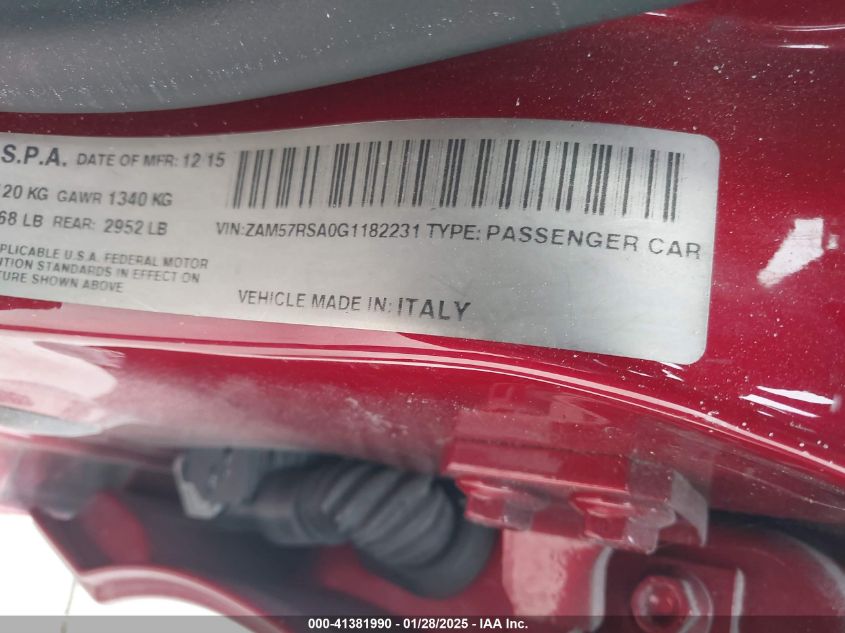 S.P.A. DATE OF MFR: 12 15
120 KG GAWR 1340 KG
68 LB REAR: 2952 LB
VIN:ZAM57RSA0G1182231 TYPE: PASSENGER CAR
PLICABLE U.S.A. FEDERAL MOTOR
TION STANDARDS IN EFFECT ON
TURE SHOWN ABOVE
VEHICLE MADE IN: ITALY
000-41381990 - 01/28/2025 - IAA Inc.